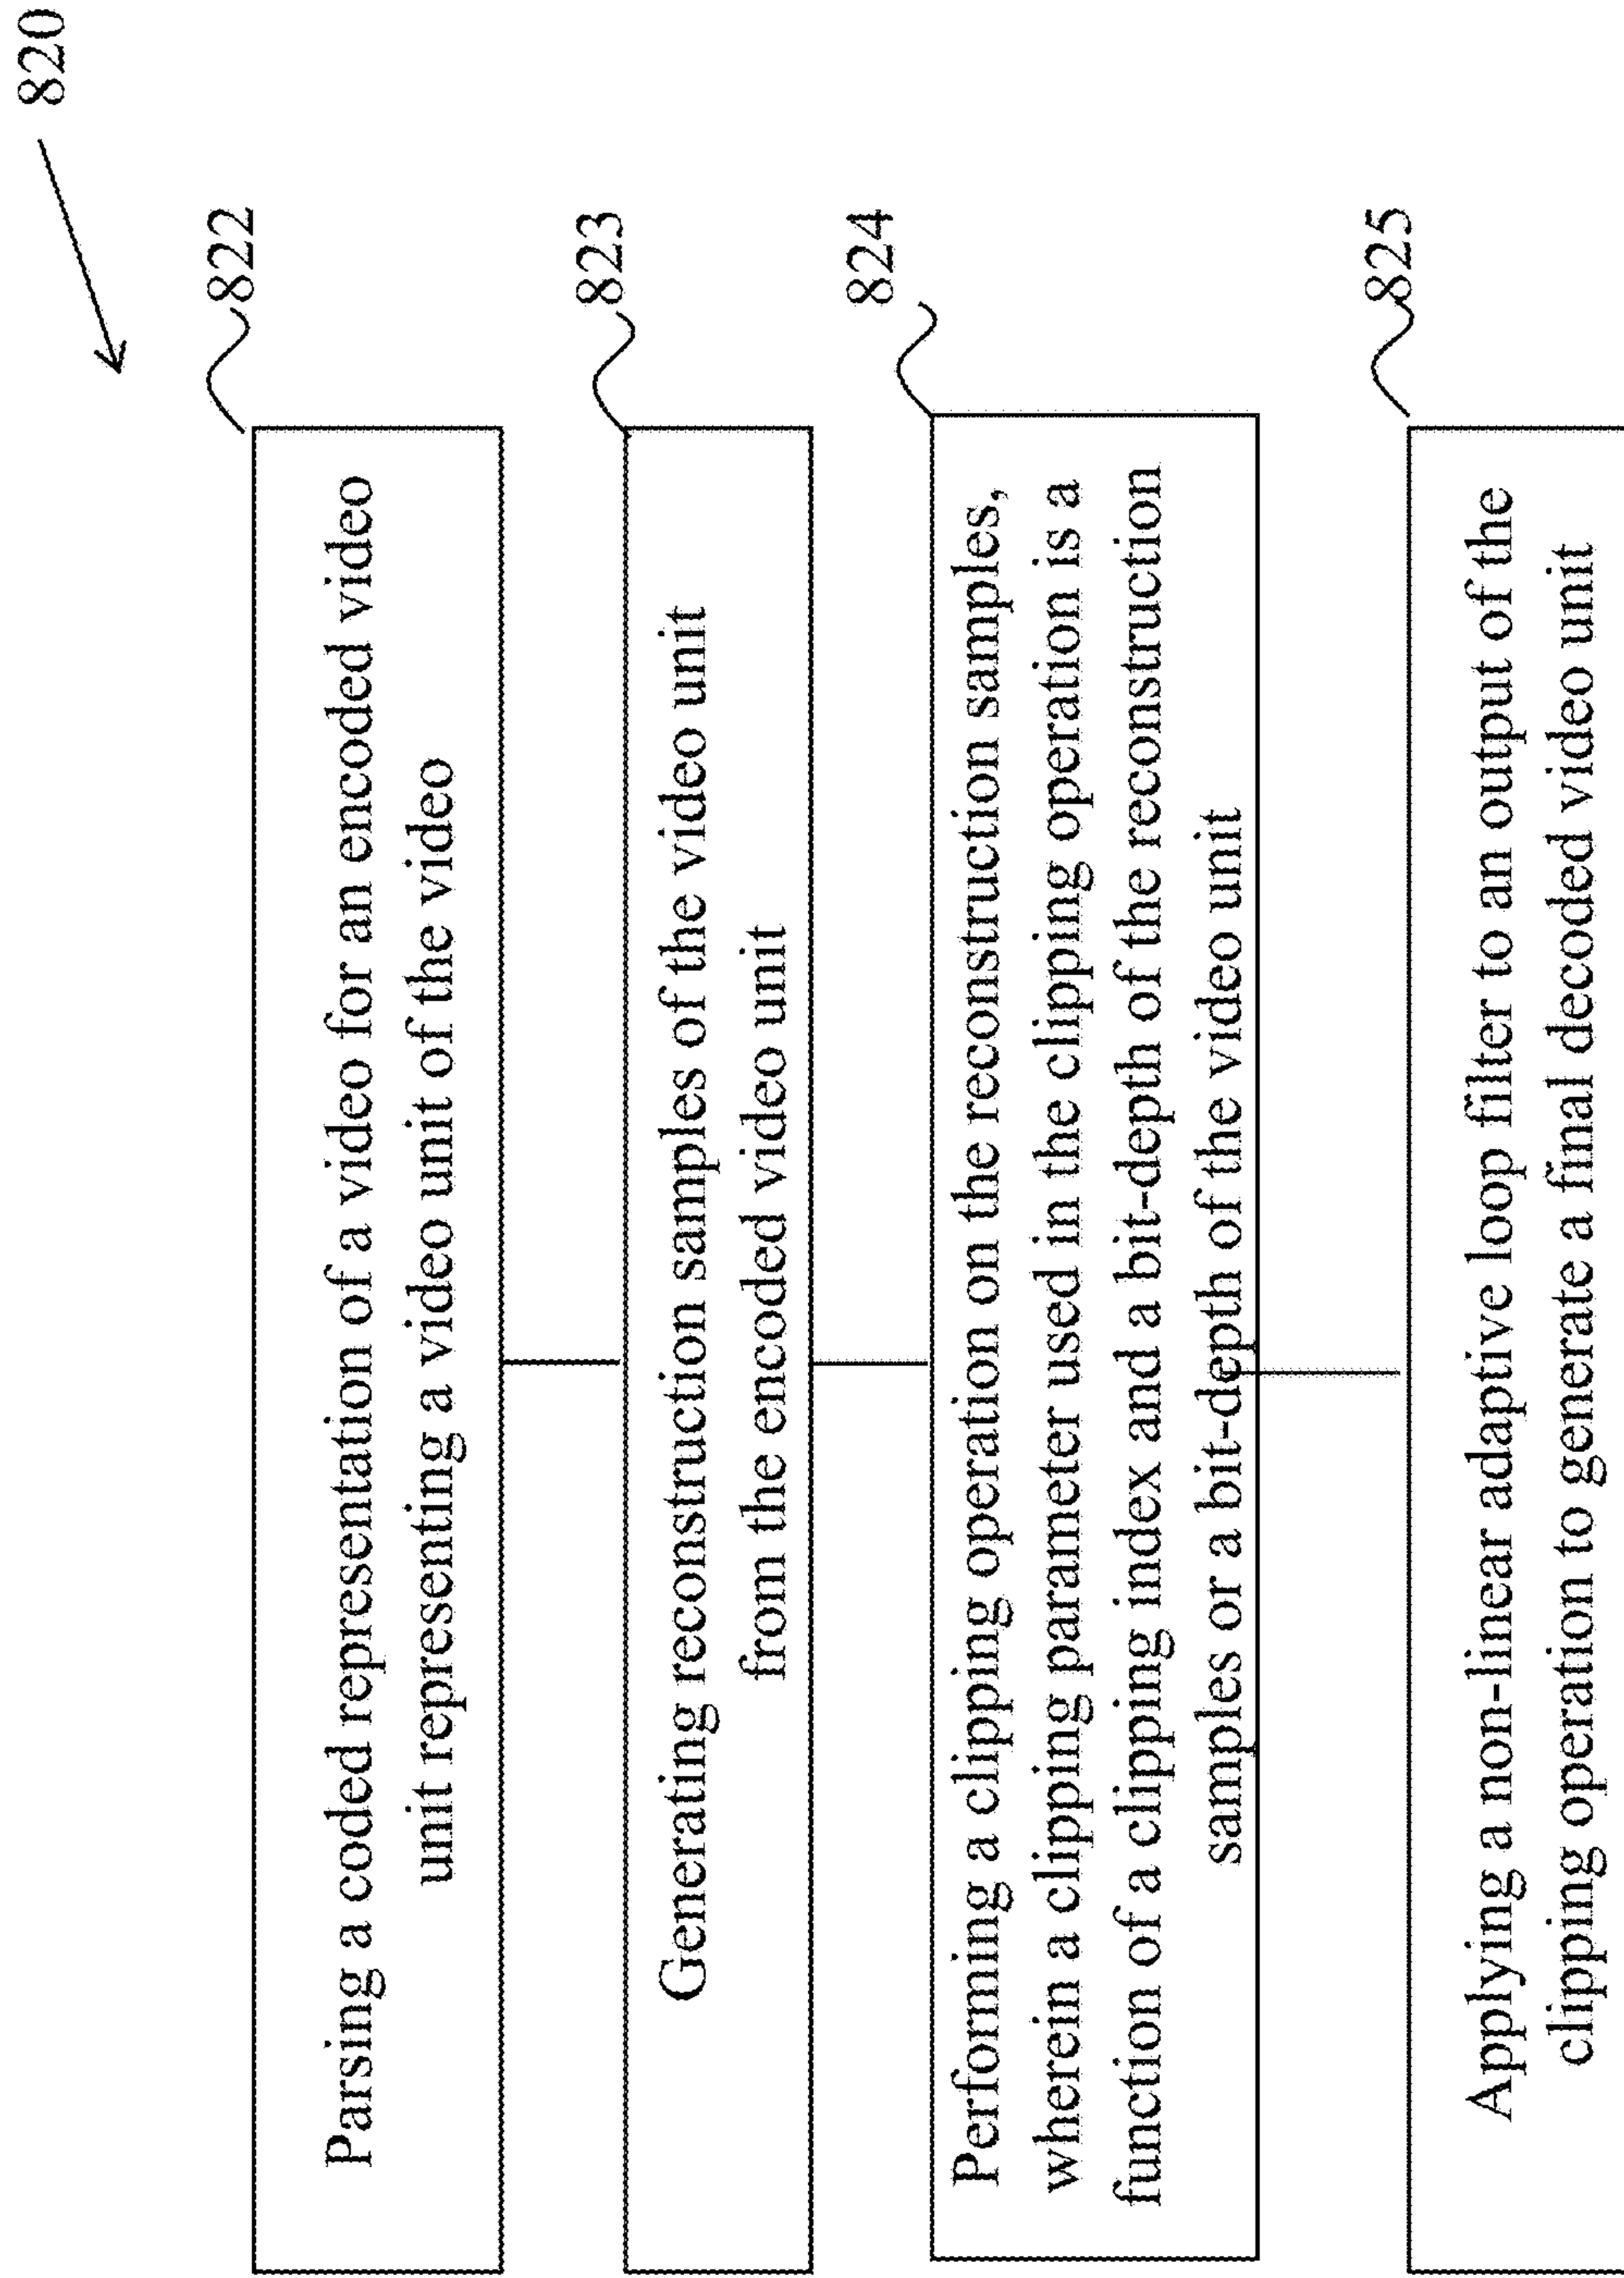 820
822
Parsing a coded representation of a video for an encoded video
unit representing a video unit of the video
823
Generating reconstruction samples of the video unit
from the encoded video unit
824
Performing a clipping operation on the reconstruction samples,
wherein a clipping parameter used in the clipping operation is a
function of a clipping index and a bit-depth of the reconstruction
samples or a bit-depth of the video unit
825
Applying a non-linear adaptive loop filter to an output of the
clipping operation to generate a final decoded video unit